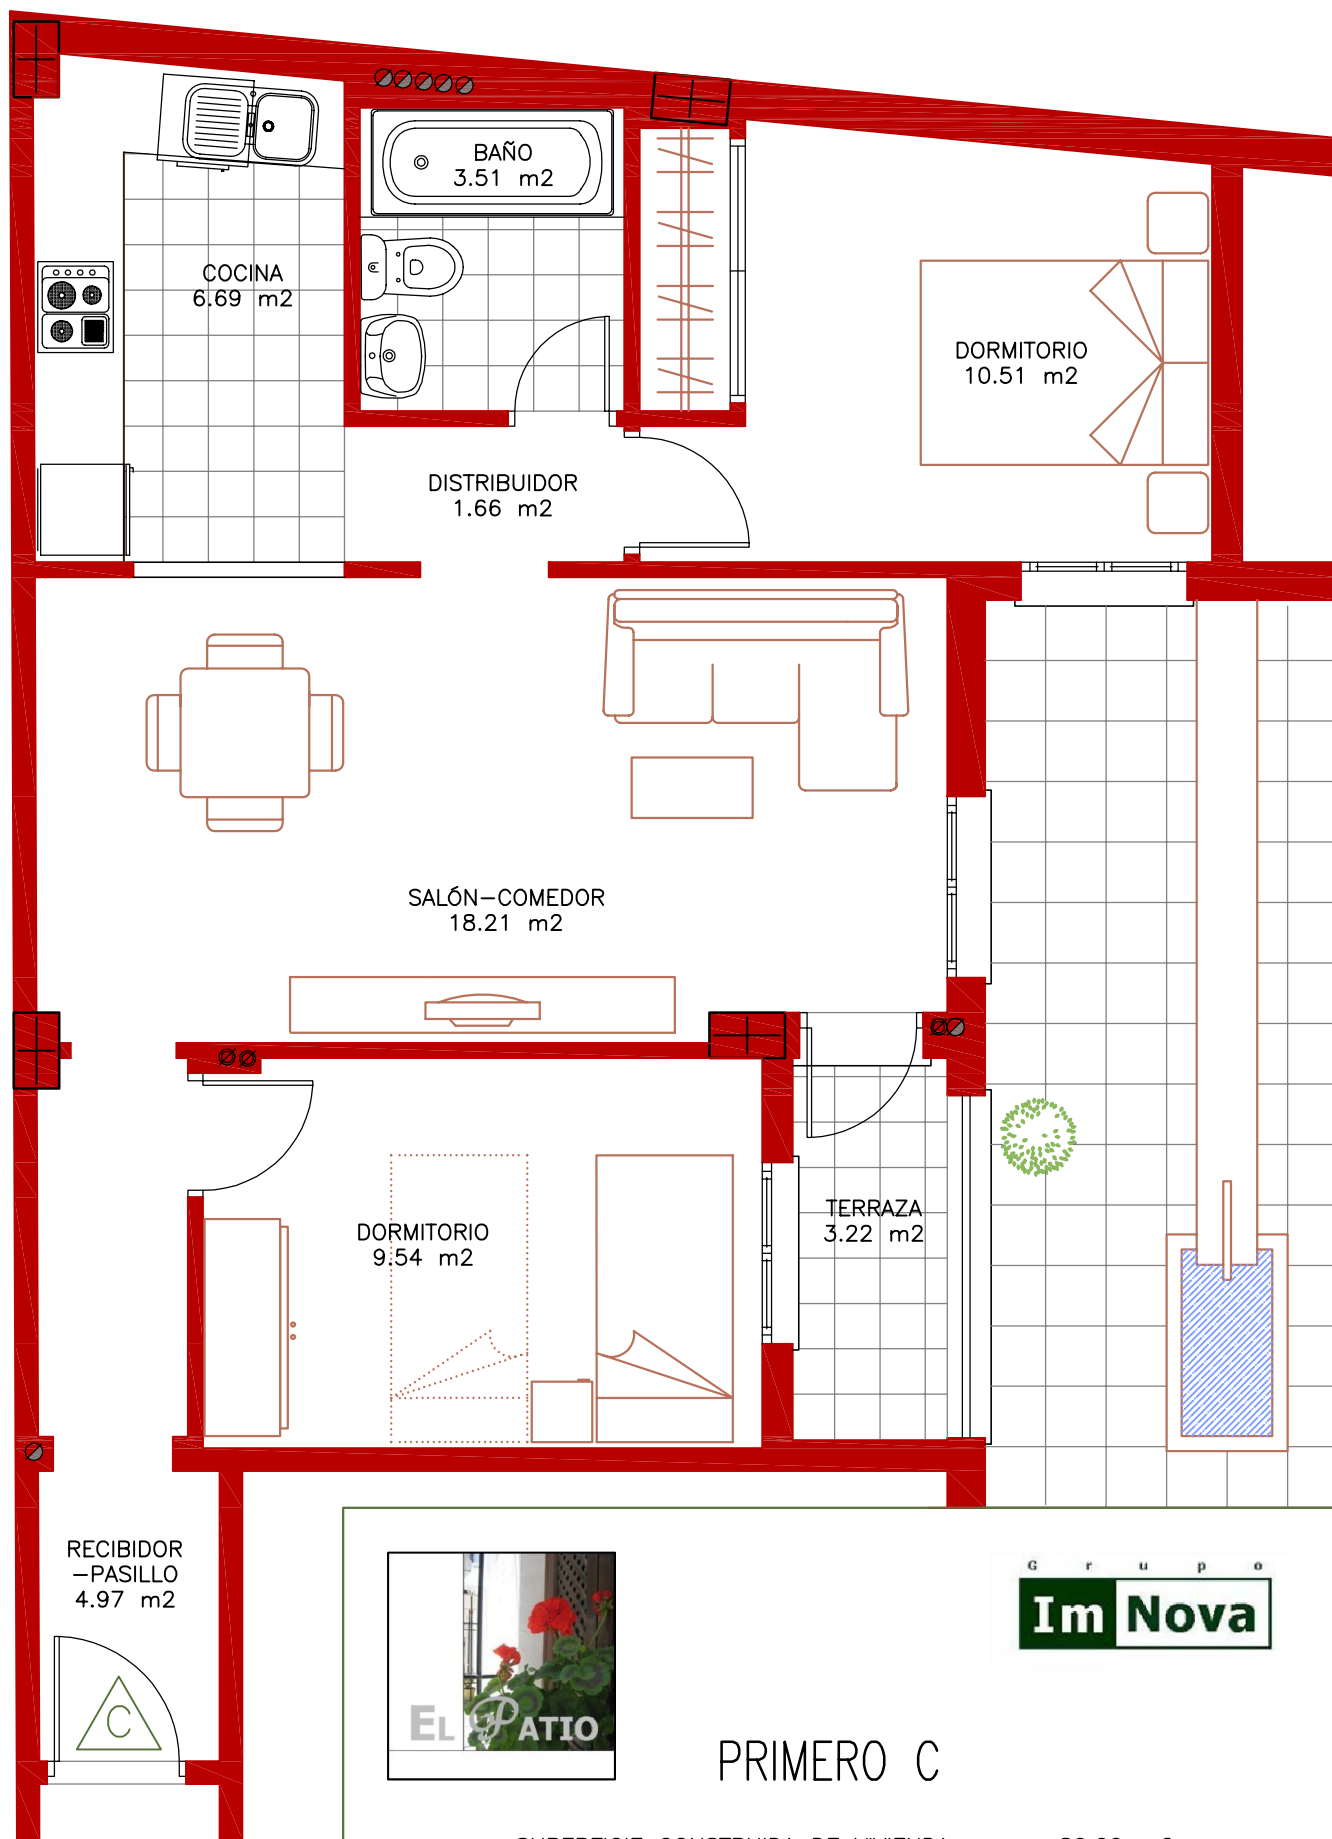 BAÑO
3.51 m2
COCINA
6.69 m2
DORMITORIO
10.51 m2
DISTRIBUIDOR
1.66 m2
SALÓN-COMEDOR
18.21 m2
DORMITORIO
9.54 m2
TERRAZA
3.22 m2
RECIBIDOR
-PASILLO
4.97 m2
C
EL PATIO
Grupo
Im Nova
PRIMERO C